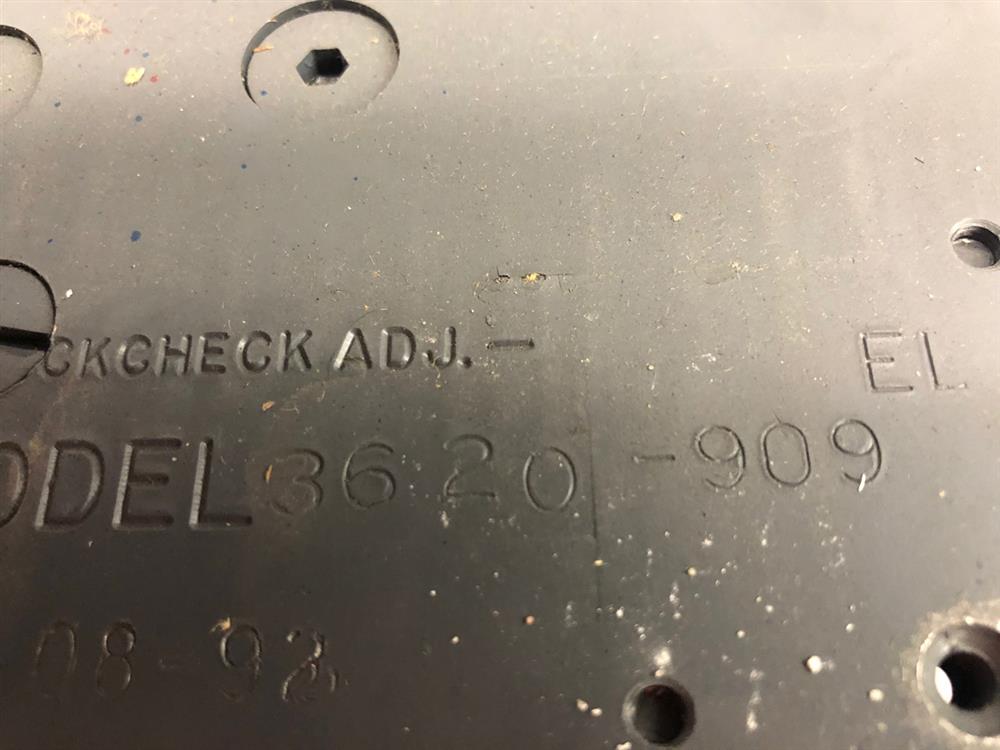 CKCHECK ADJ. - EL
ODEL 3620-909
08-92